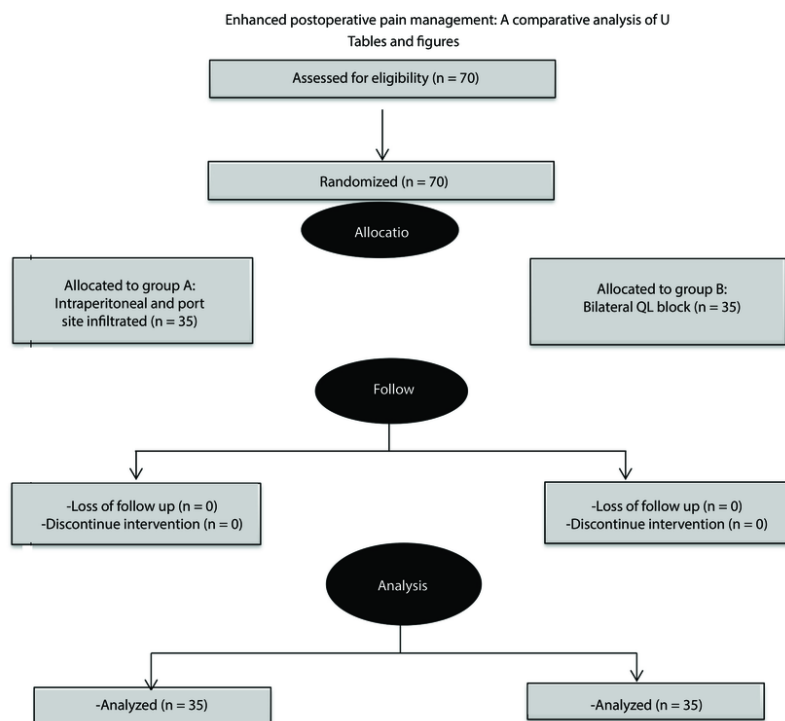 Enhanced postoperative pain management: A comparative analysis of U
Tables and figures
Assessed for eligibility (n = 70)
Randomized (n = 70)
Allocatio
Allocated to group A:
Intraperitoneal and port
site infiltrated (n = 35)
Allocated to group B:
Bilateral QL block (n = 35)
Follow
-Loss of follow up (n = 0)
-Discontinue intervention (n = 0)
-Loss of follow up (n = 0)
-Discontinue intervention (n = 0)
Analysis
-Analyzed (n = 35)
-Analyzed (n = 35)